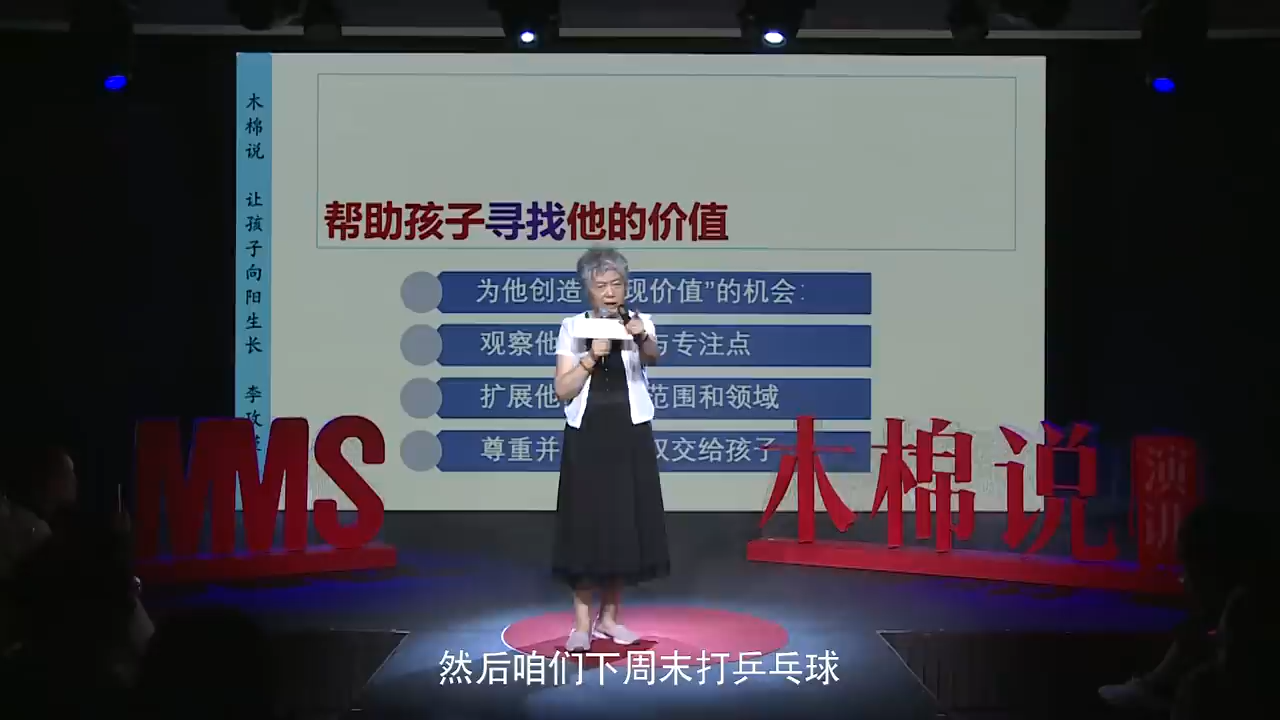 木棉说 让孩子向阳生长 李玫
帮助孩子寻找他的价值
为他创造 现价值”的机会：
观察他 与专注点
扩展他 范围和领域
尊重并 权交给孩子
MMS
木棉说
演讲
然后咱们下周末打乒乓球